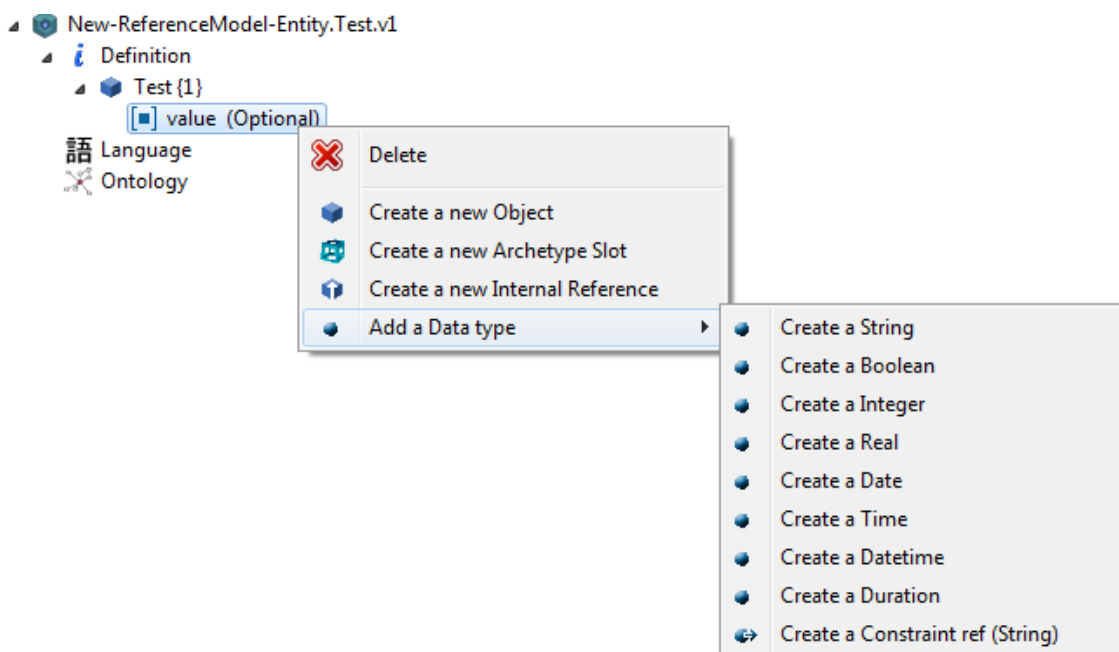 New-ReferenceModel-Entity.Test.v1
Definition
Test {1}
value (Optional)
語 Language
Ontology
Delete
Create a new Object
Create a new Archetype Slot
Create a new Internal Reference
Add a Data type
Create a String
Create a Boolean
Create a Integer
Create a Real
Create a Date
Create a Time
Create a Datetime
Create a Duration
Create a Constraint ref (String)